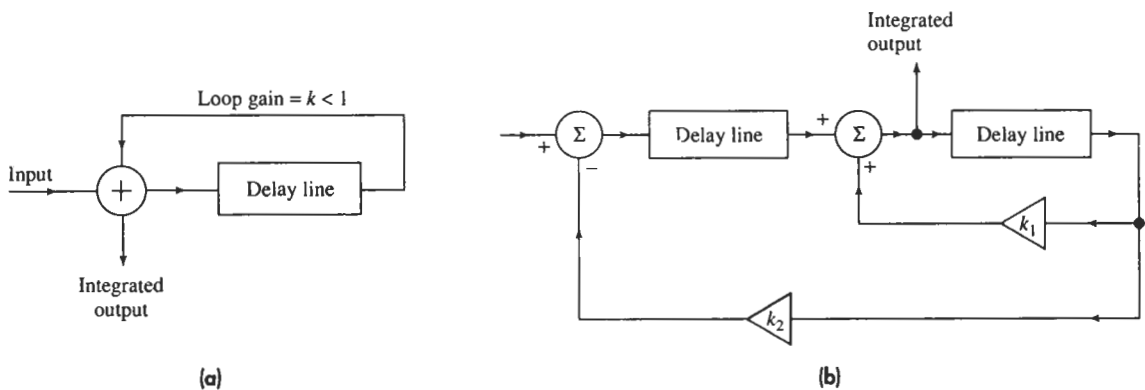 Loop gain = k < 1
Input
+
Delay line
Integrated
output
(a)
Integrated
output
+
Σ
−
Delay line
+
Σ
+
Delay line
k₁
k₂
(b)